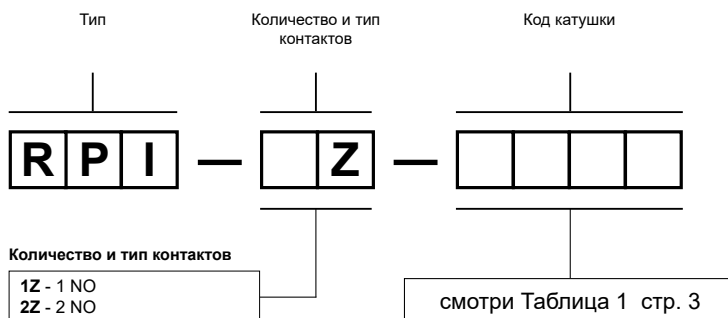 Тип
Количество и тип
контактов
Код катушки
RPI — Z —
Количество и тип контактов
1Z - 1 NO
2Z - 2 NO
смотри Таблица 1 стр. 3